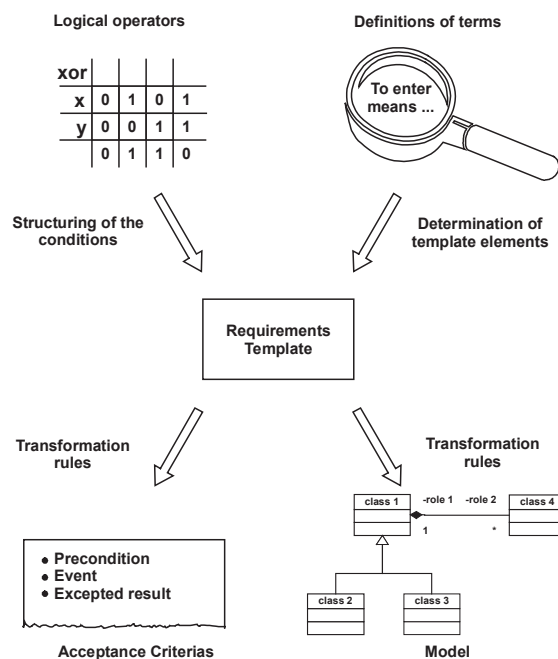 Logical operators
Definitions of terms
xor
x 0 1 0 1
y 0 0 1 1
0 1 1 0
To enter
means ...
Structuring of the
conditions
Determination of
template elements
Requirements
Template
Transformation
rules
Transformation
rules
• Precondition
• Event
• Excepted result
Acceptance Criterias
class 1
-role 1
-role 2
class 4
1
*
class 2
class 3
Model